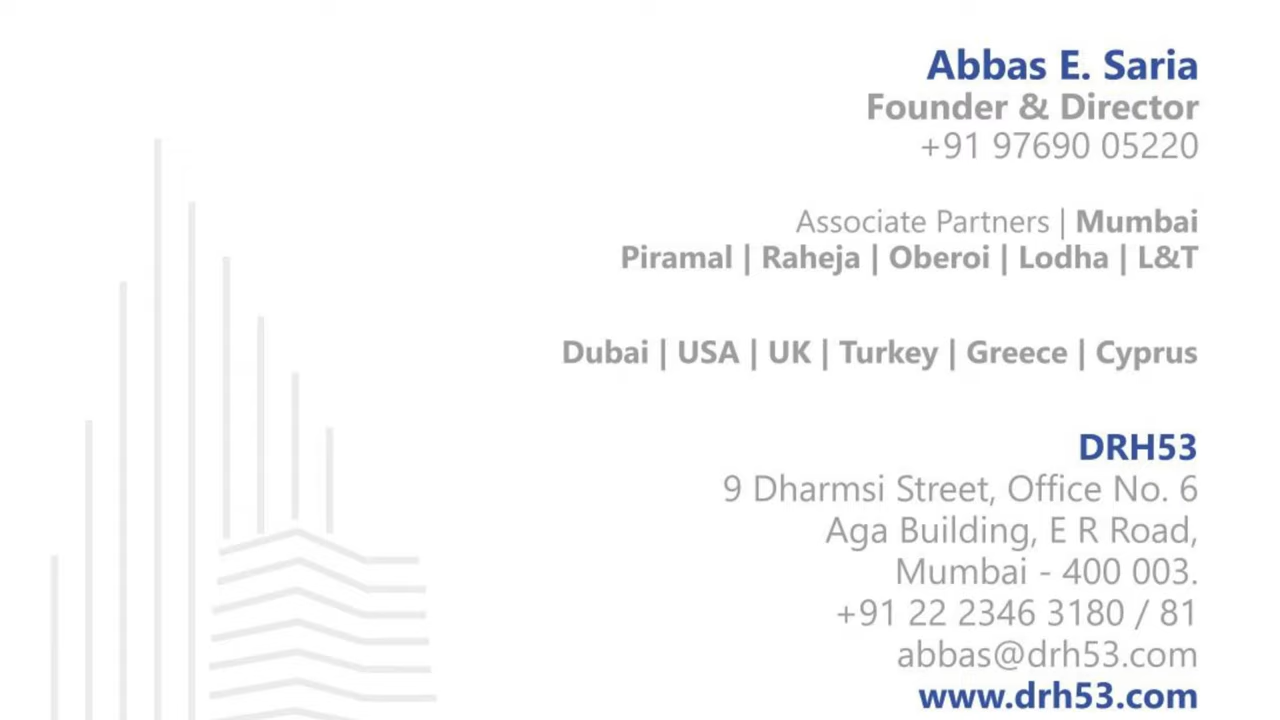 Abbas E. Saria
Founder & Director
+91 97690 05220
Associate Partners | Mumbai
Piramal | Raheja | Oberoi | Lodha | L&T
Dubai | USA | UK | Turkey | Greece | Cyprus
DRH53
9 Dharmsi Street, Office No. 6
Aga Building, E R Road,
Mumbai - 400 003.
+91 22 2346 3180 / 81
abbas@drh53.com
www.drh53.com